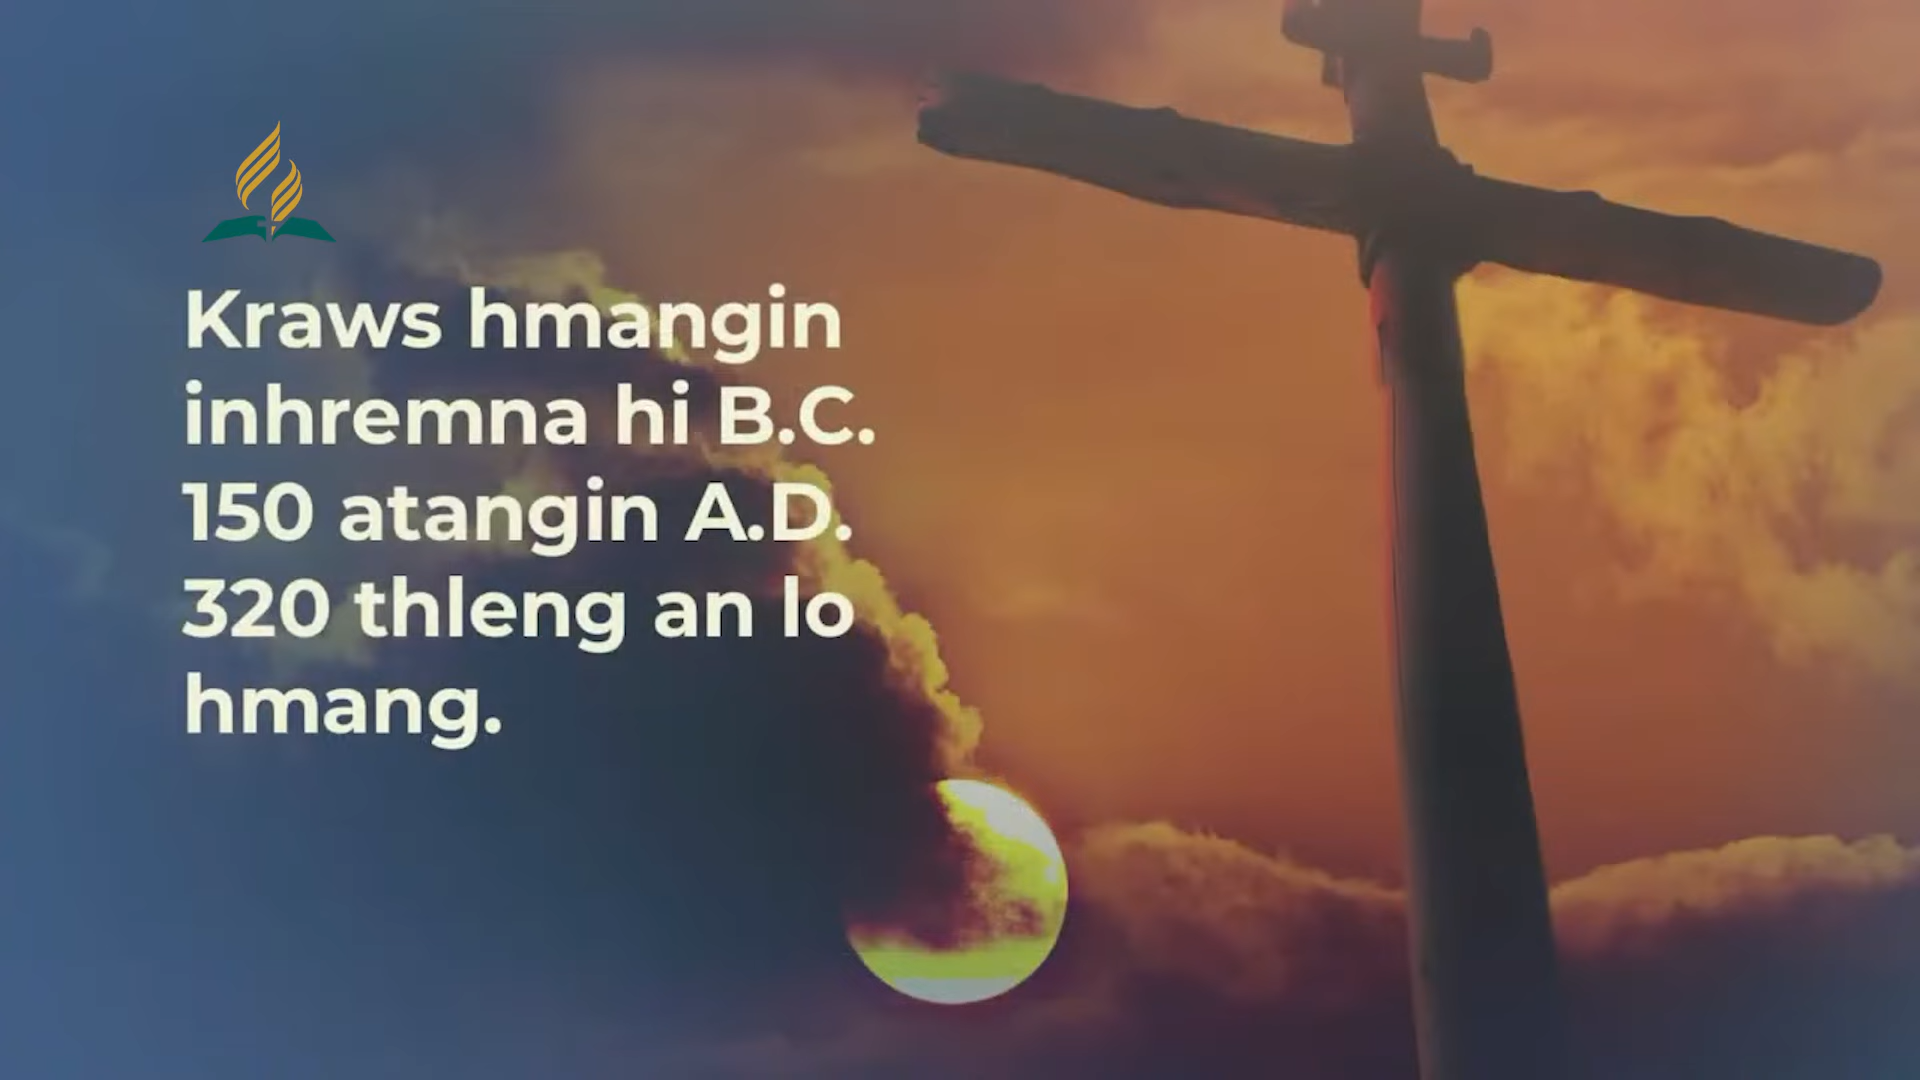 Kraws hmangin
inhremna hi B.C.
150 atangin A.D.
320 thleng an lo
hmang.